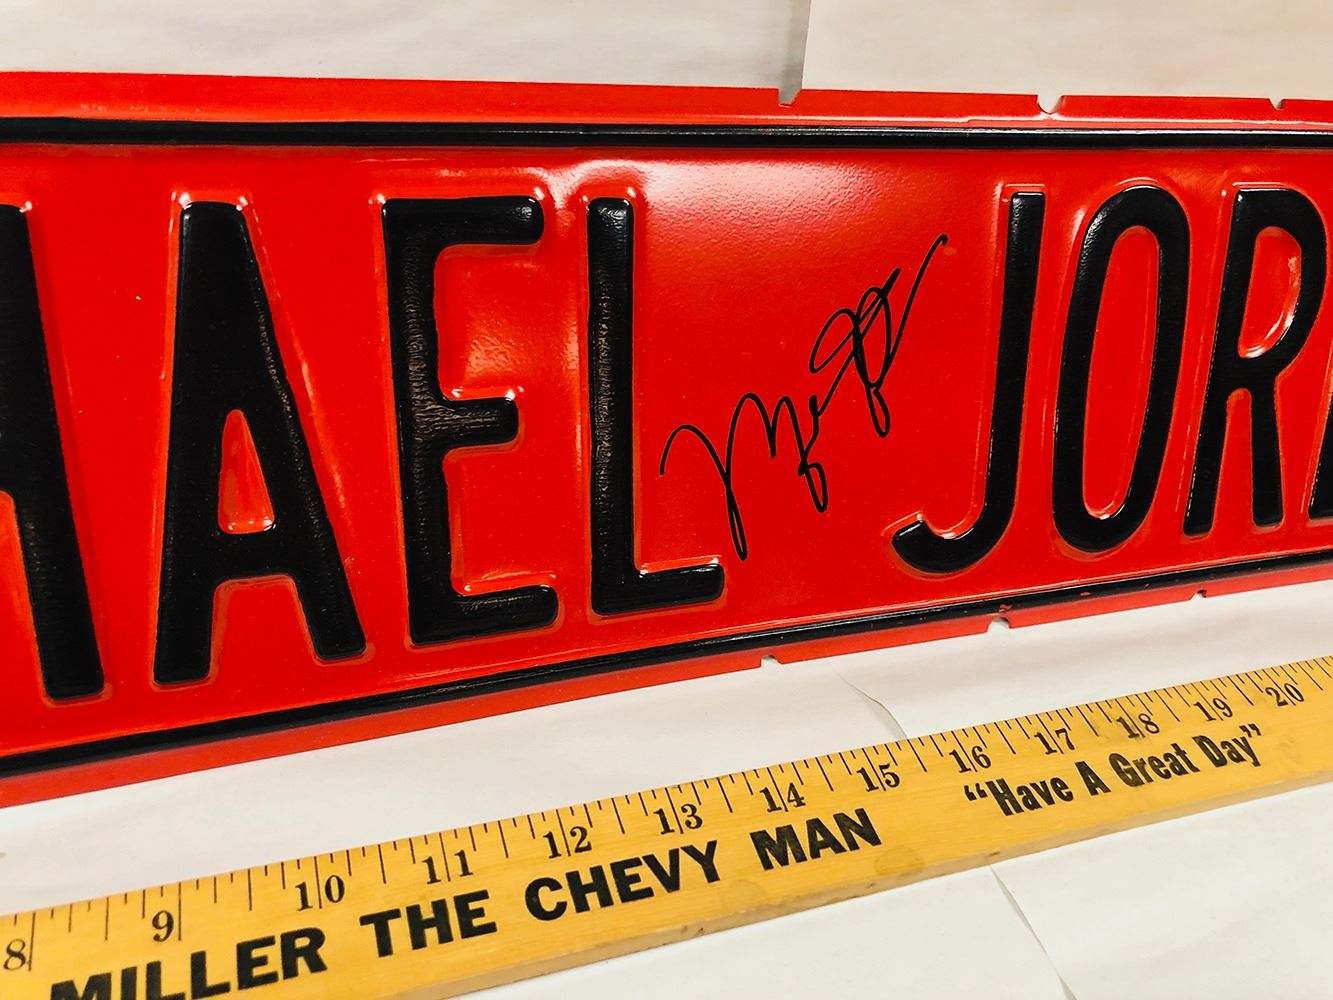 HAEL JOR
8 9 10 11 12 13 14 15 16 17 18 19 20
MILLER THE CHEVY MAN "Have A Great Day"